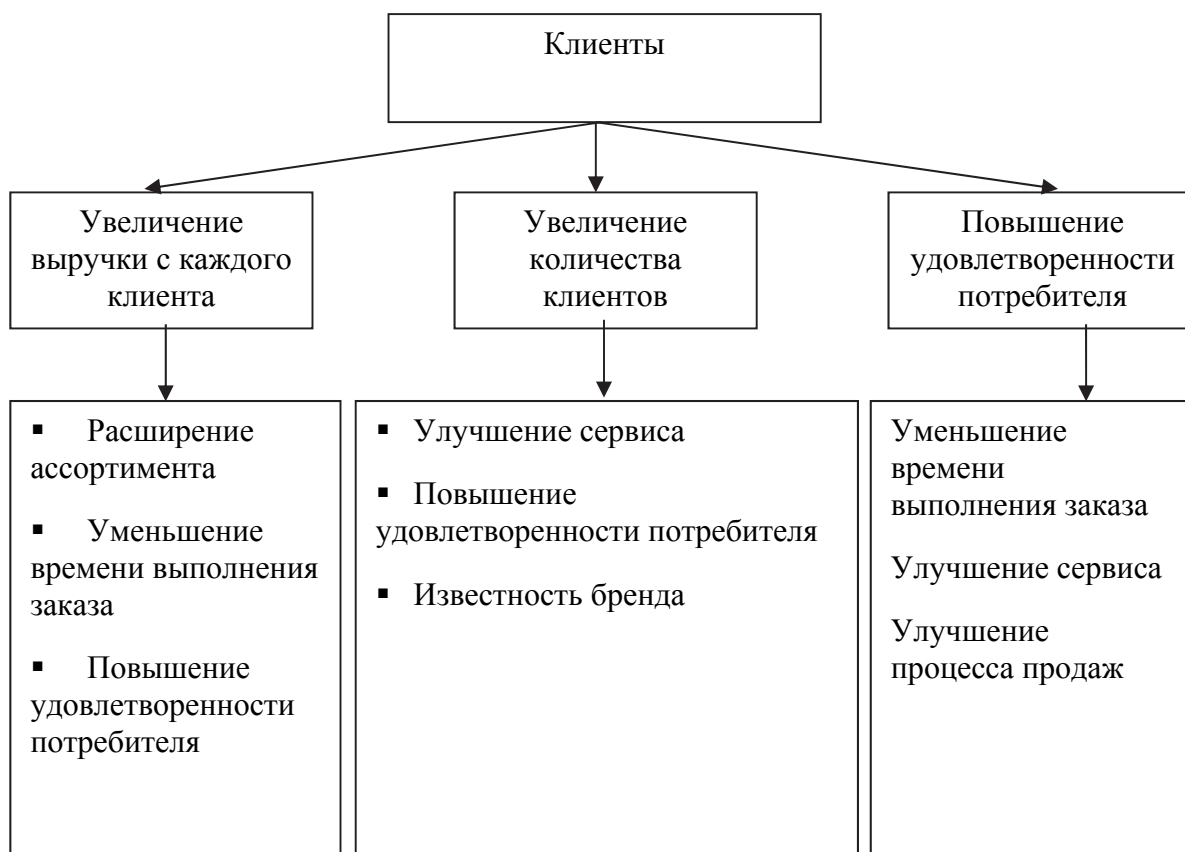 Клиенты
Увеличение
выручки с каждого
клиента
Увеличение
количества
клиентов
Повышение
удовлетворенности
потребителя
▪ Расширение
ассортимента
▪ Уменьшение
времени выполнения
заказа
▪ Повышение
удовлетворенности
потребителя
▪ Улучшение сервиса
▪ Повышение
удовлетворенности потребителя
▪ Известность бренда
Уменьшение
времени
выполнения заказа
Улучшение сервиса
Улучшение
процесса продаж